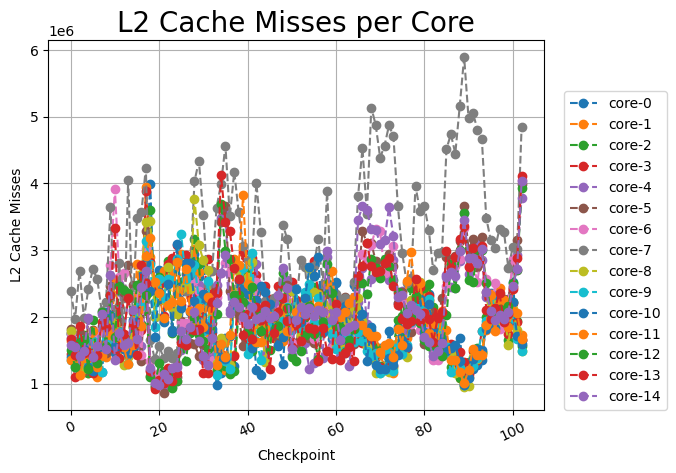 L2 Cache Misses per Core
1e6
6
5
4
3
2
1
L2 Cache Misses
0
20
40
60
80
100
Checkpoint
core-0
core-1
core-2
core-3
core-4
core-5
core-6
core-7
core-8
core-9
core-10
core-11
core-12
core-13
core-14